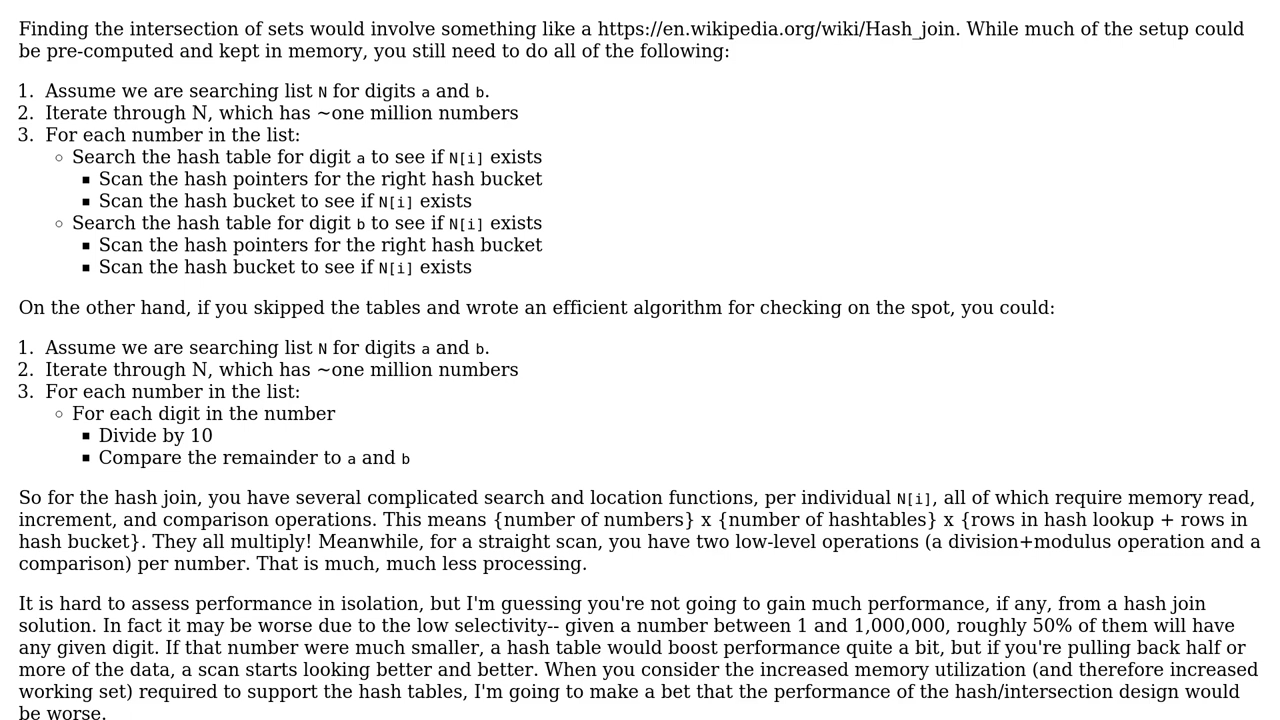 Finding the intersection of sets would involve something like a https://en.wikipedia.org/wiki/Hash_join. While much of the setup could
be pre-computed and kept in memory, you still need to do all of the following:
1. Assume we are searching list N for digits a and b.
2. Iterate through N, which has ~one million numbers
3. For each number in the list:
◦ Search the hash table for digit a to see if N[i] exists
▪ Scan the hash pointers for the right hash bucket
▪ Scan the hash bucket to see if N[i] exists
◦ Search the hash table for digit b to see if N[i] exists
▪ Scan the hash pointers for the right hash bucket
▪ Scan the hash bucket to see if N[i] exists
On the other hand, if you skipped the tables and wrote an efficient algorithm for checking on the spot, you could:
1. Assume we are searching list N for digits a and b.
2. Iterate through N, which has ~one million numbers
3. For each number in the list:
◦ For each digit in the number
▪ Divide by 10
▪ Compare the remainder to a and b
So for the hash join, you have several complicated search and location functions, per individual N[i], all of which require memory read,
increment, and comparison operations. This means {number of numbers} x {number of hashtables} x {rows in hash lookup + rows in
hash bucket}. They all multiply! Meanwhile, for a straight scan, you have two low-level operations (a division+modulus operation and a
comparison) per number. That is much, much less processing.
It is hard to assess performance in isolation, but I'm guessing you're not going to gain much performance, if any, from a hash join
solution. In fact it may be worse due to the low selectivity-- given a number between 1 and 1,000,000, roughly 50% of them will have
any given digit. If that number were much smaller, a hash table would boost performance quite a bit, but if you're pulling back half or
more of the data, a scan starts looking better and better. When you consider the increased memory utilization (and therefore increased
working set) required to support the hash tables, I'm going to make a bet that the performance of the hash/intersection design would
be worse.